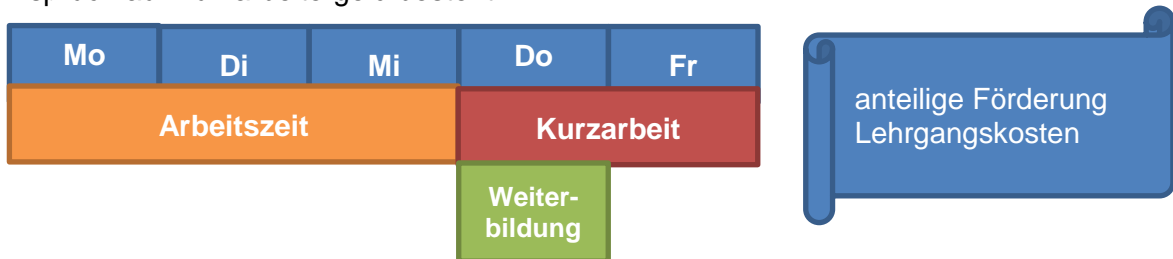 Mo Di Mi Do Fr
Arbeitszeit Kurzarbeit
Weiter-
bildung
anteilige Förderung
Lehrgangskosten